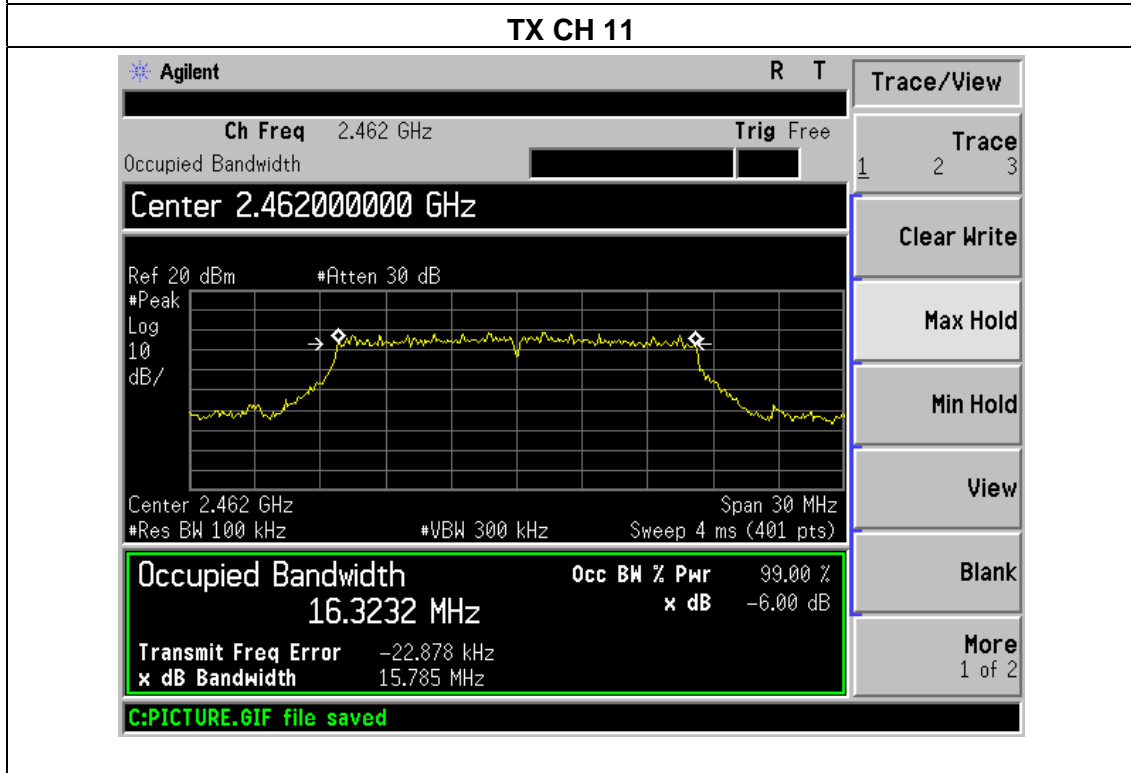 TX CH 11
Agilent R T
Trace/View
Ch Freq 2.462 GHz Trig Free
Occupied Bandwidth
Trace
1 2 3
Center 2.462000000 GHz
Clear Write
Ref 20 dBm #Atten 30 dB
#Peak
Log
10
dB/
Max Hold
Min Hold
View
Center 2.462 GHz Span 30 MHz
#Res BW 100 kHz #VBW 300 kHz Sweep 4 ms (401 pts)
Occupied Bandwidth Occ BW % Pwr 99.00 %
16.3232 MHz x dB -6.00 dB
Blank
Transmit Freq Error -22.878 kHz
x dB Bandwidth 15.785 MHz
More
1 of 2
C:PICTURE.GIF file saved